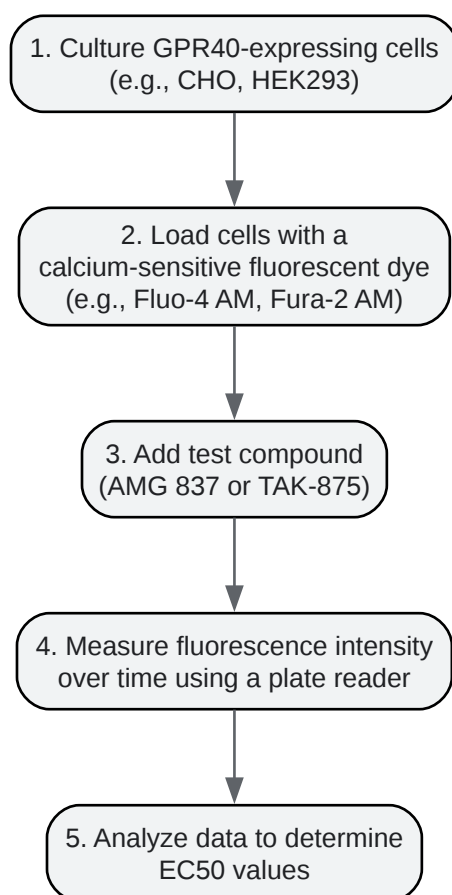 1. Culture GPR40-expressing cells
(e.g., CHO, HEK293)
2. Load cells with a
calcium-sensitive fluorescent dye
(e.g., Fluo-4 AM, Fura-2 AM)
3. Add test compound
(AMG 837 or TAK-875)
4. Measure fluorescence intensity
over time using a plate reader
5. Analyze data to determine
EC50 values